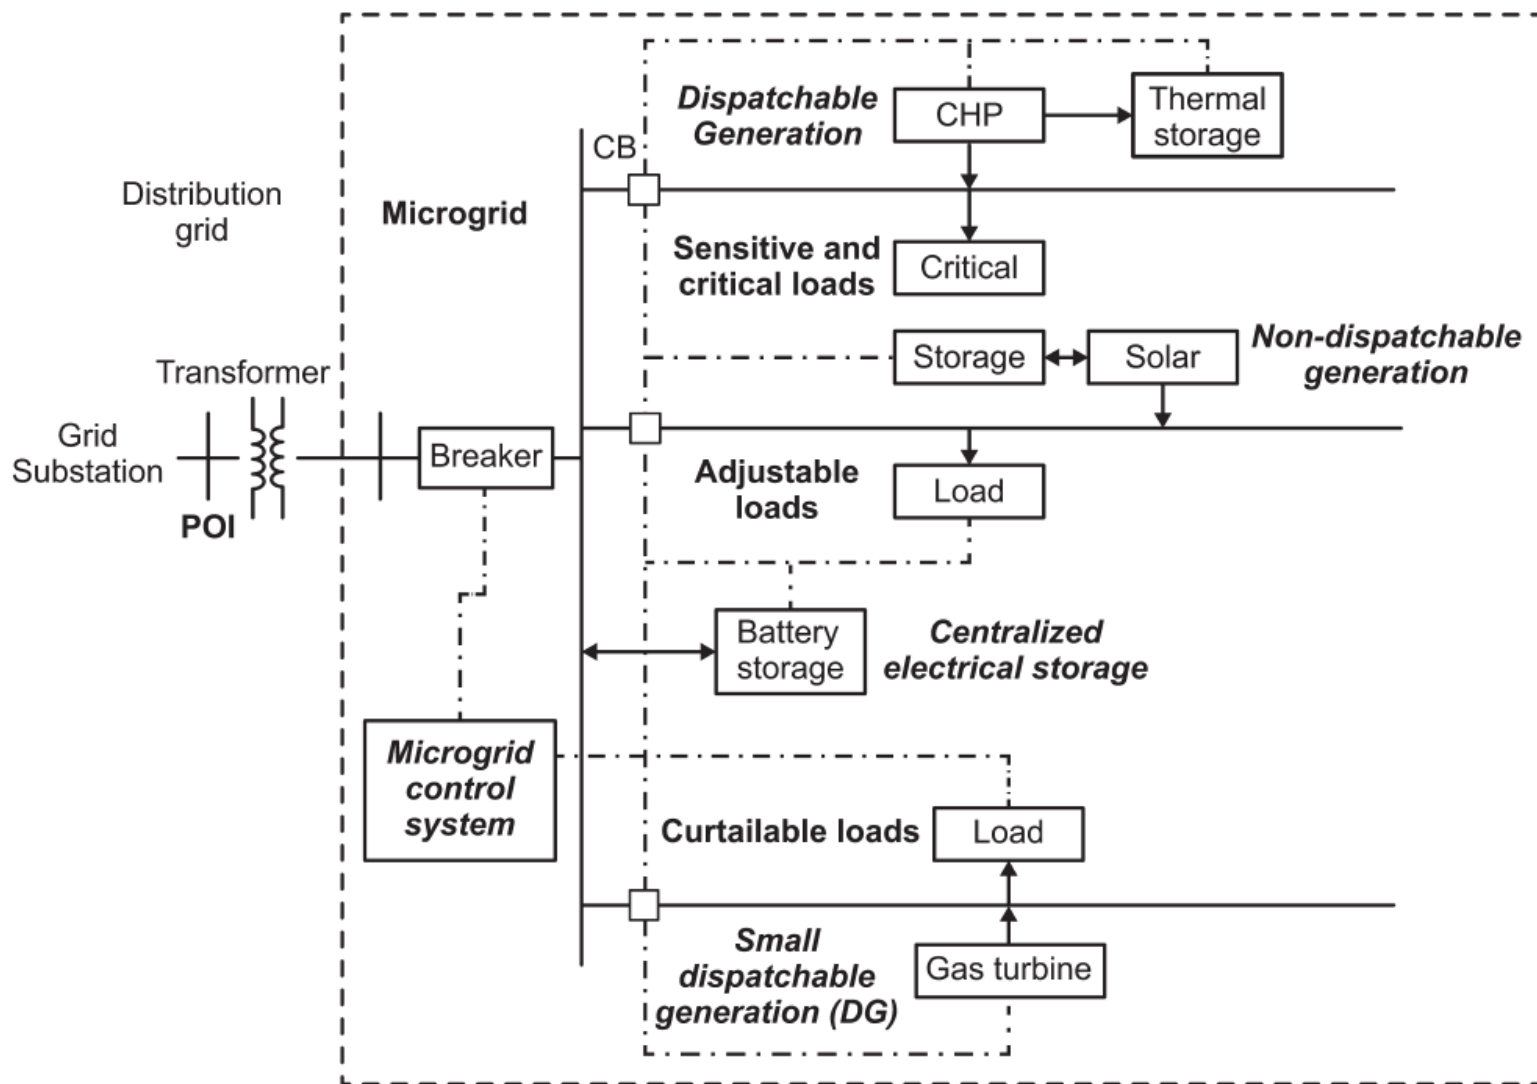 Distribution
grid
Microgrid
CB
Dispatchable
Generation
CHP
Thermal
storage
Sensitive and
critical loads
Critical
Storage
Solar
Non-dispatchable
generation
Transformer
Grid
Substation
POI
Breaker
Adjustable
loads
Load
Battery
storage
Centralized
electrical storage
Microgrid
control
system
Curtailable loads
Load
Small
dispatchable
generation (DG)
Gas turbine